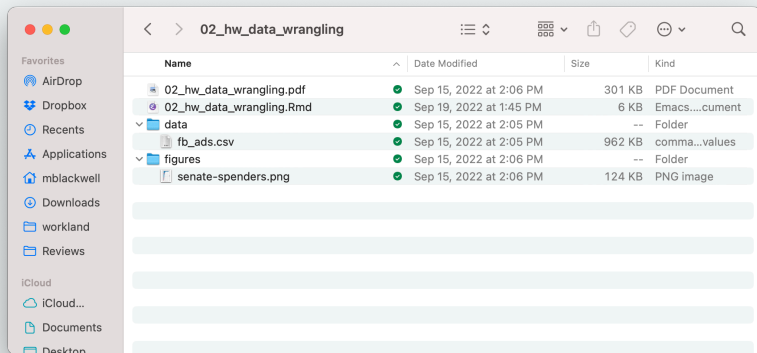 02_hw_data_wrangling
Favorites
AirDrop
Dropbox
Recents
Applications
mblackwell
Downloads
workland
Reviews
iCloud
iCloud...
Documents
Desktop
Name Date Modified Size Kind
02_hw_data_wrangling.pdf Sep 15, 2022 at 2:06 PM 301 KB PDF Document
02_hw_data_wrangling.Rmd Sep 19, 2022 at 1:45 PM 6 KB Emacs....cument
data Sep 15, 2022 at 2:05 PM -- Folder
fb_ads.csv Sep 15, 2022 at 2:05 PM 962 KB comma...values
figures Sep 15, 2022 at 2:06 PM -- Folder
senate-spenders.png Sep 15, 2022 at 2:06 PM 124 KB PNG image